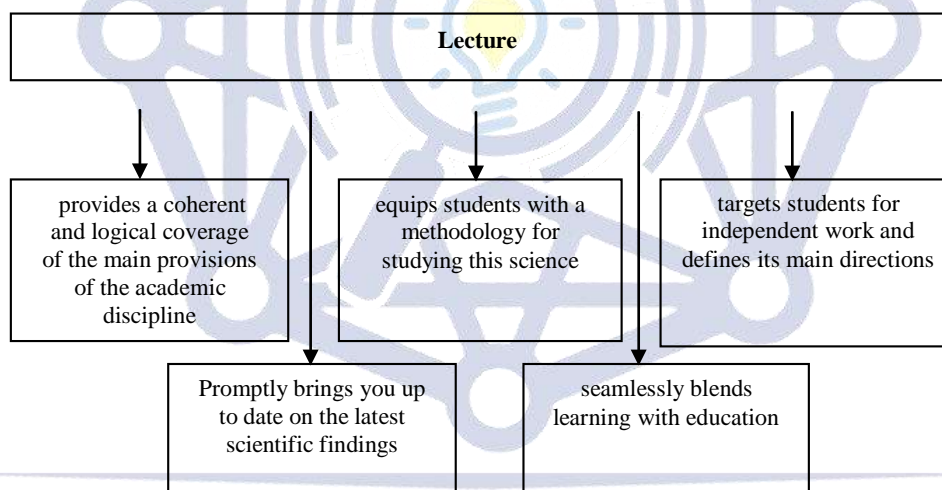 Lecture
provides a coherent
and logical coverage
of the main provisions
of the academic
discipline
equips students with a
methodology for
studying this science
targets students for
independent work and
defines its main directions
Promptly brings you up
to date on the latest
scientific findings
seamlessly blends
learning with education